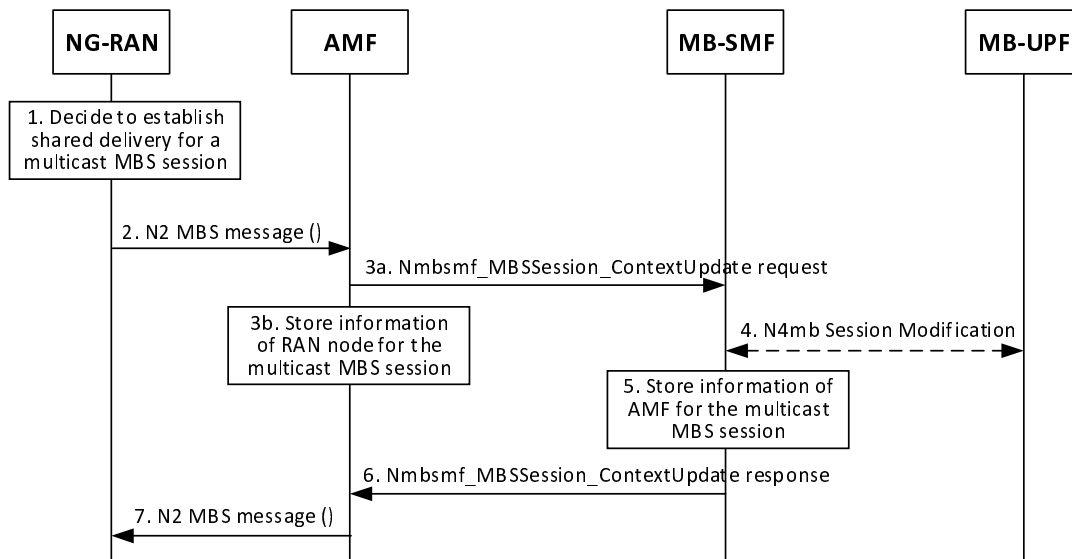 NG-RAN
AMF
MB-SMF
MB-UPF
1. Decide to establish
shared delivery for a
multicast MBS session
2. N2 MBS message ()
3a. Nmbsmf_MBSSession_ContextUpdate request
3b. Store information
of RAN node for the
multicast MBS session
4. N4mb Session Modification
5. Store information of
AMF for the multicast
MBS session
6. Nmbsmf_MBSSession_ContextUpdate response
7. N2 MBS message ()